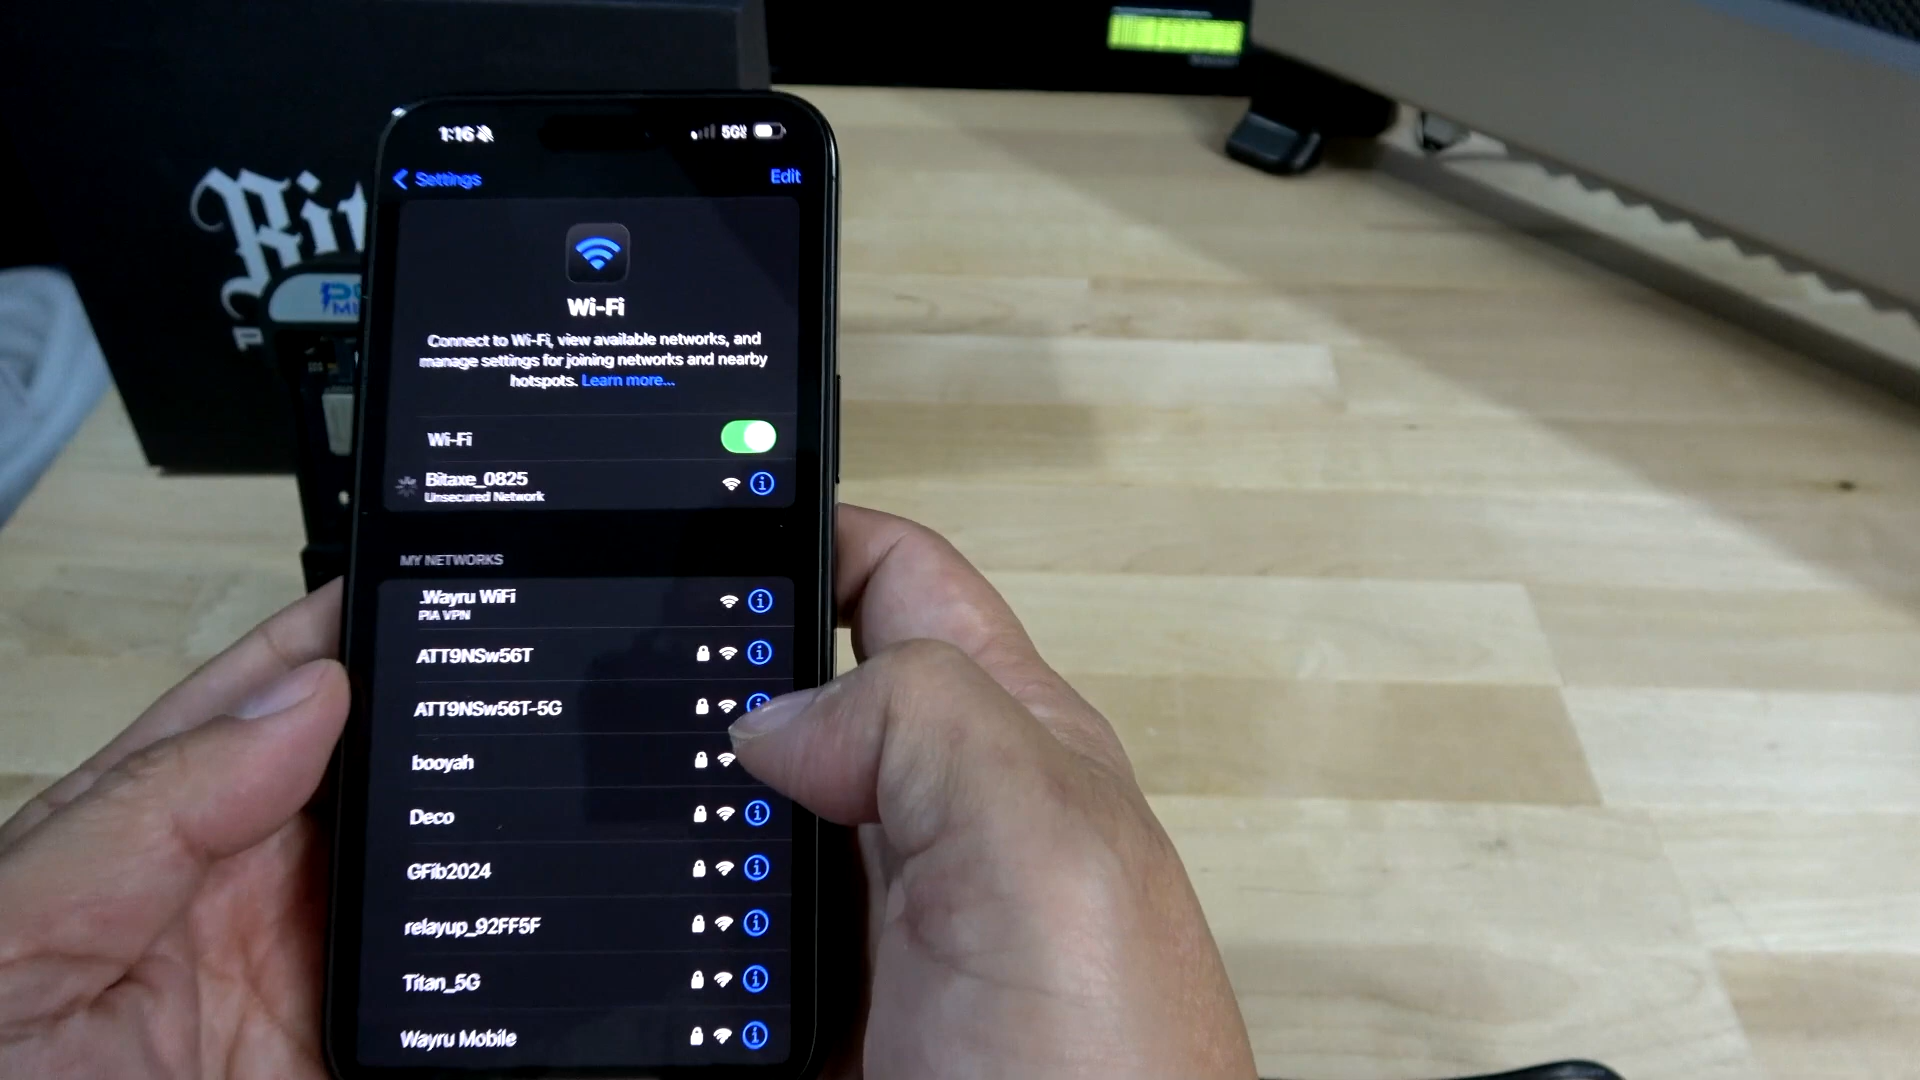 1:16
5G
Settings
Edit
Wi-Fi
Connect to Wi-Fi, view available networks, and
manage settings for joining networks and nearby
hotspots. Learn more...
Wi-Fi
Bitaxe_0825
Unsecured Network
MY NETWORKS
.Wayru WiFi
PIA VPN
ATT9NSw56T
ATT9NSw56T-5G
booyah
Deco
GFib2024
relayup_92FF5F
Titan_5G
Wayru Mobile